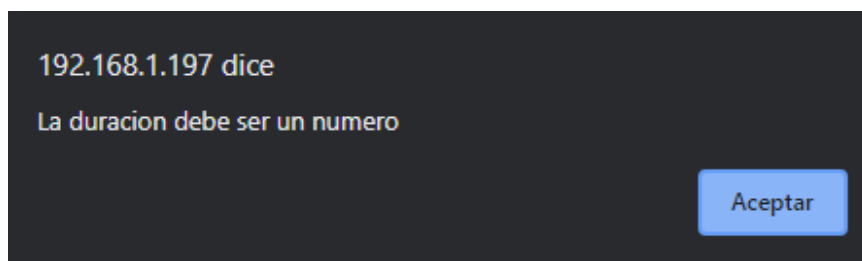 192.168.1.197 dice
La duracion debe ser un numero
Aceptar